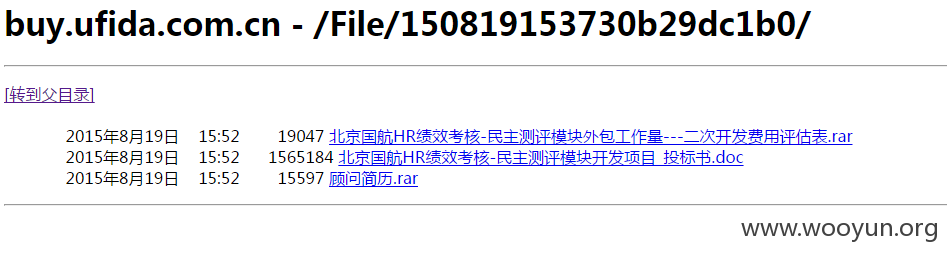 buy.ufida.com.cn - /File/150819153730b29dc1b0/
[转到父目录]
2015年8月19日 15:52 19047 北京国航HR绩效考核-民主测评模块外包工作量---二次开发费用评估表.rar
2015年8月19日 15:52 1565184 北京国航HR绩效考核-民主测评模块开发项目_投标书.doc
2015年8月19日 15:52 15597 顾问简历.rar
www.wooyun.org